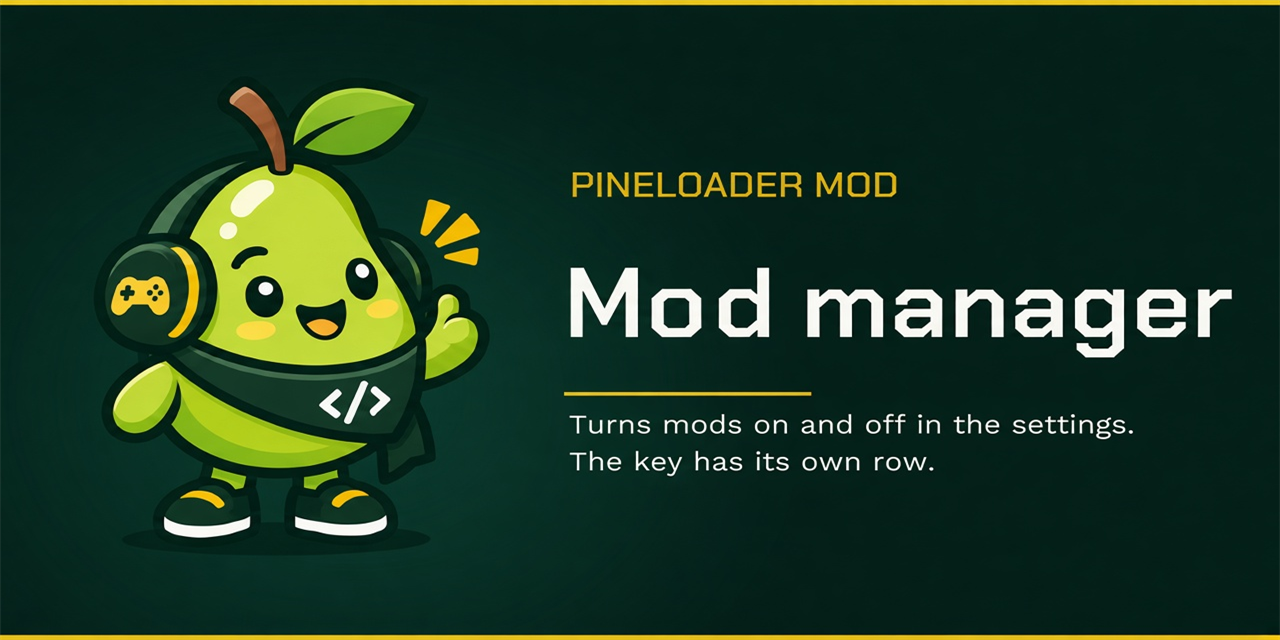 PINELOADER MOD
Mod manager
</>
Turns mods on and off in the settings.
The key has its own row.